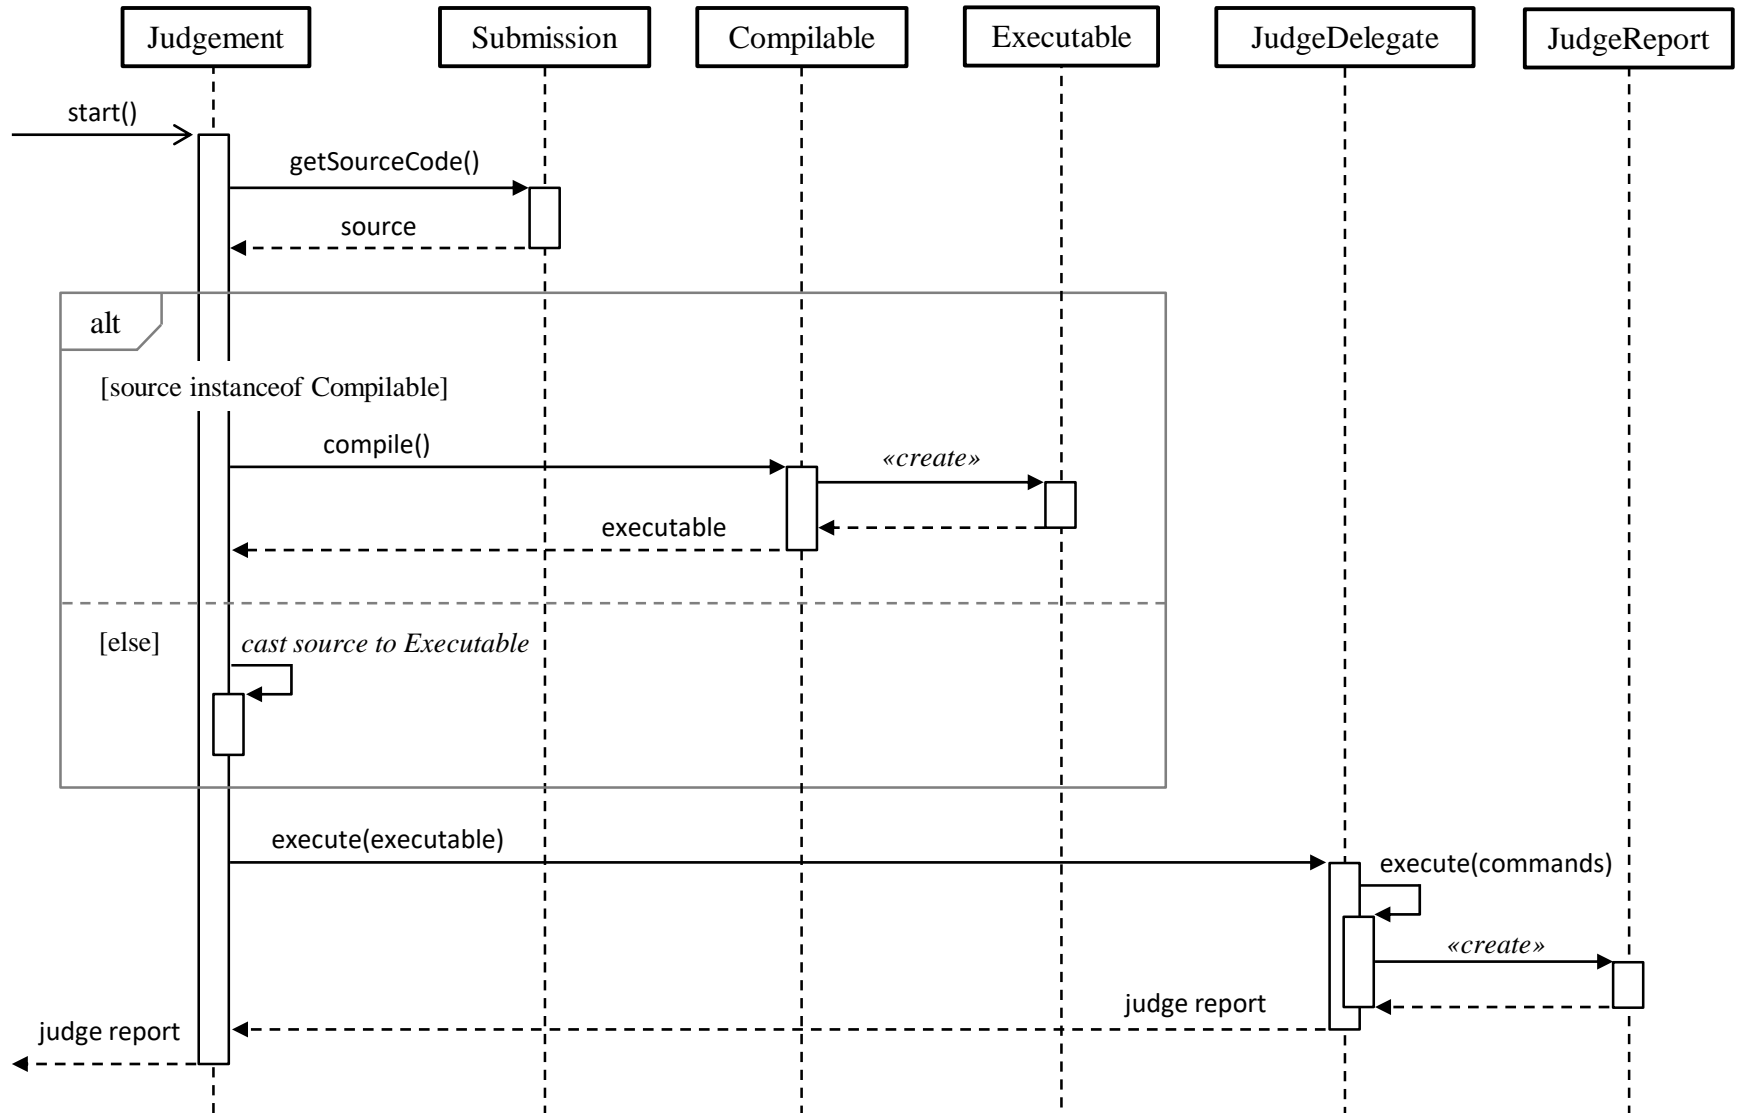 Judgement
Submission
Compilable
Executable
JudgeDelegate
JudgeReport
start()
getSourceCode()
source
alt
[source instanceof Compilable]
compile()
«create»
executable
[else]
cast source to Executable
execute(executable)
execute(commands)
«create»
judge report
judge report